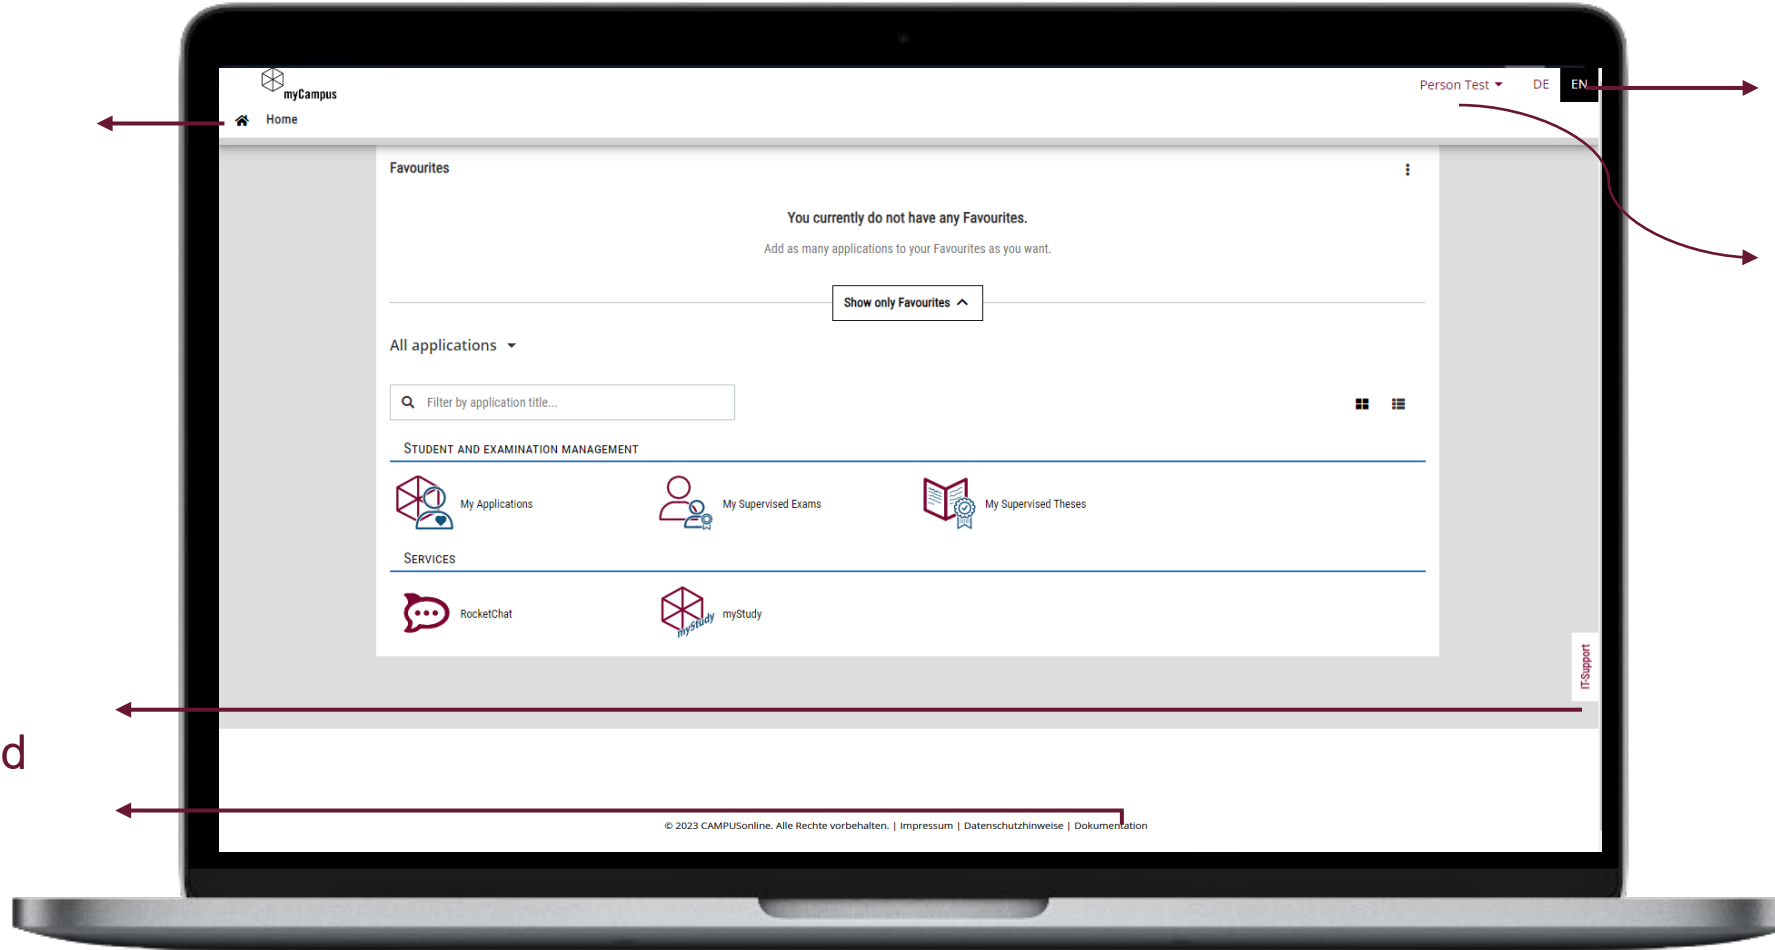 myCampus
Person Test DE EN
Home
Favourites
You currently do not have any Favourites.
Add as many applications to your Favourites as you want.
Show only Favourites
All applications
Filter by application title...
STUDENT AND EXAMINATION MANAGEMENT
My Applications My Supervised Exams My Supervised Theses
SERVICES
RocketChat myStudy myStudy
IT-Support
d
© 2023 CAMPUSonline. Alle Rechte vorbehalten. | Impressum | Datenschutzhinweise | Dokumentation